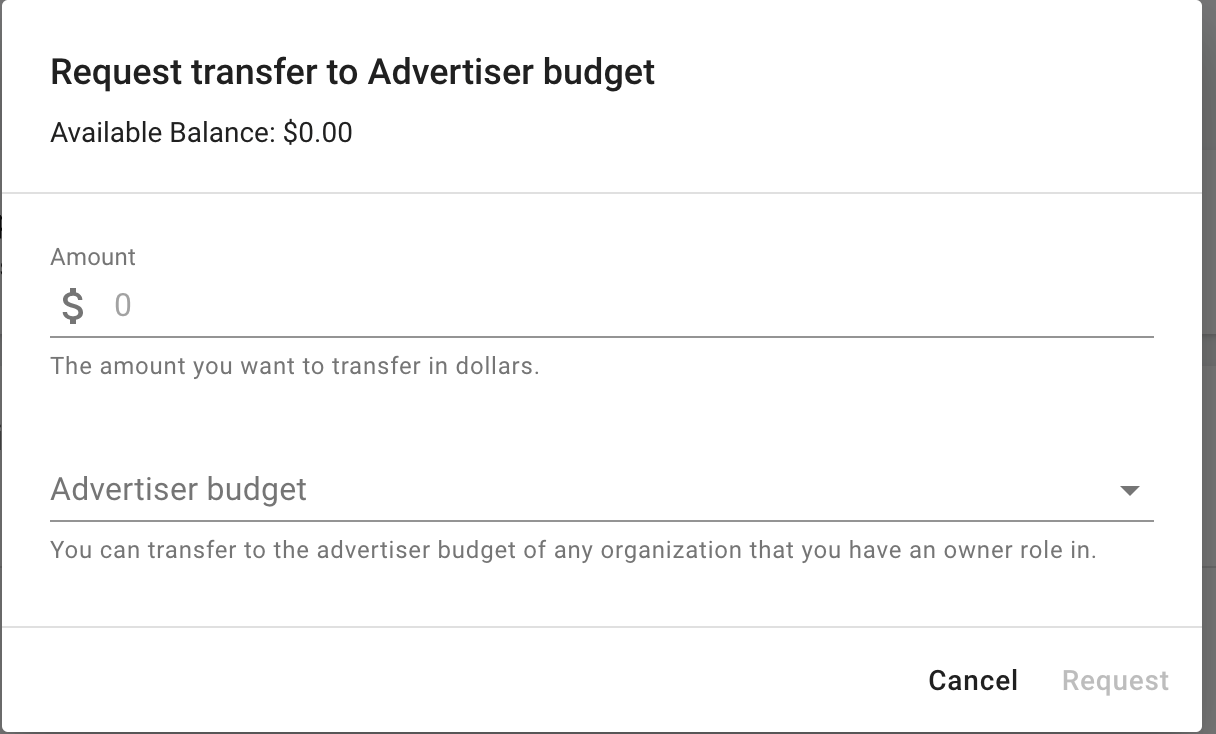 Request transfer to Advertiser budget
Available Balance: $0.00
Amount
$ 0
The amount you want to transfer in dollars.
Advertiser budget
You can transfer to the advertiser budget of any organization that you have an owner role in.
Cancel Request